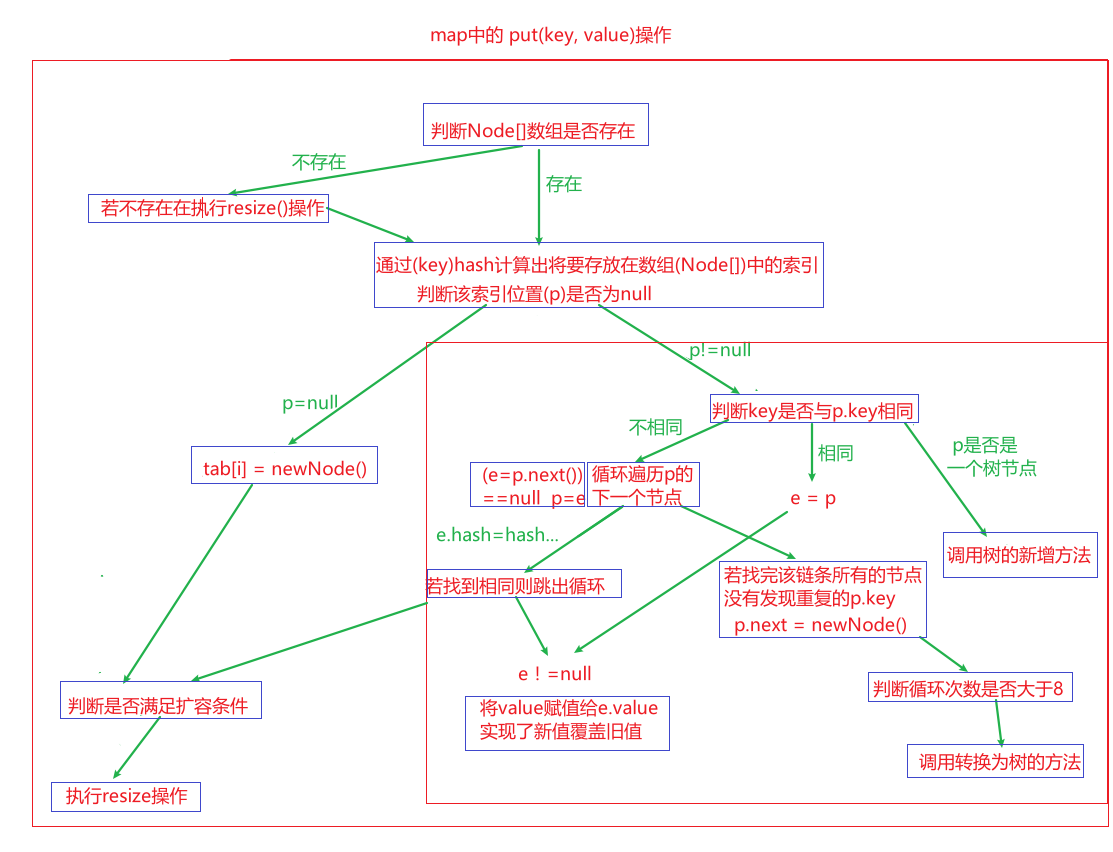 map中的 put(key, value)操作
判断Node[]数组是否存在
不存在
存在
若不存在在执行resize()操作
通过(key)hash计算出将要存放在数组(Node[])中的索引
判断该索引位置(p)是否为null
p!=null
p=null
判断key是否与p.key相同
不相同
相同
p是否是
一个树节点
tab[i] = newNode()
(e=p.next())
==null p=e
循环遍历p的
下一个节点
e = p
e.hash=hash...
调用树的新增方法
若找到相同则跳出循环
若找完该链条所有的节点
没有发现重复的p.key
p.next = newNode()
e ! =null
判断是否满足扩容条件
将value赋值给e.value
实现了新值覆盖旧值
判断循环次数是否大于8
调用转换为树的方法
执行resize操作